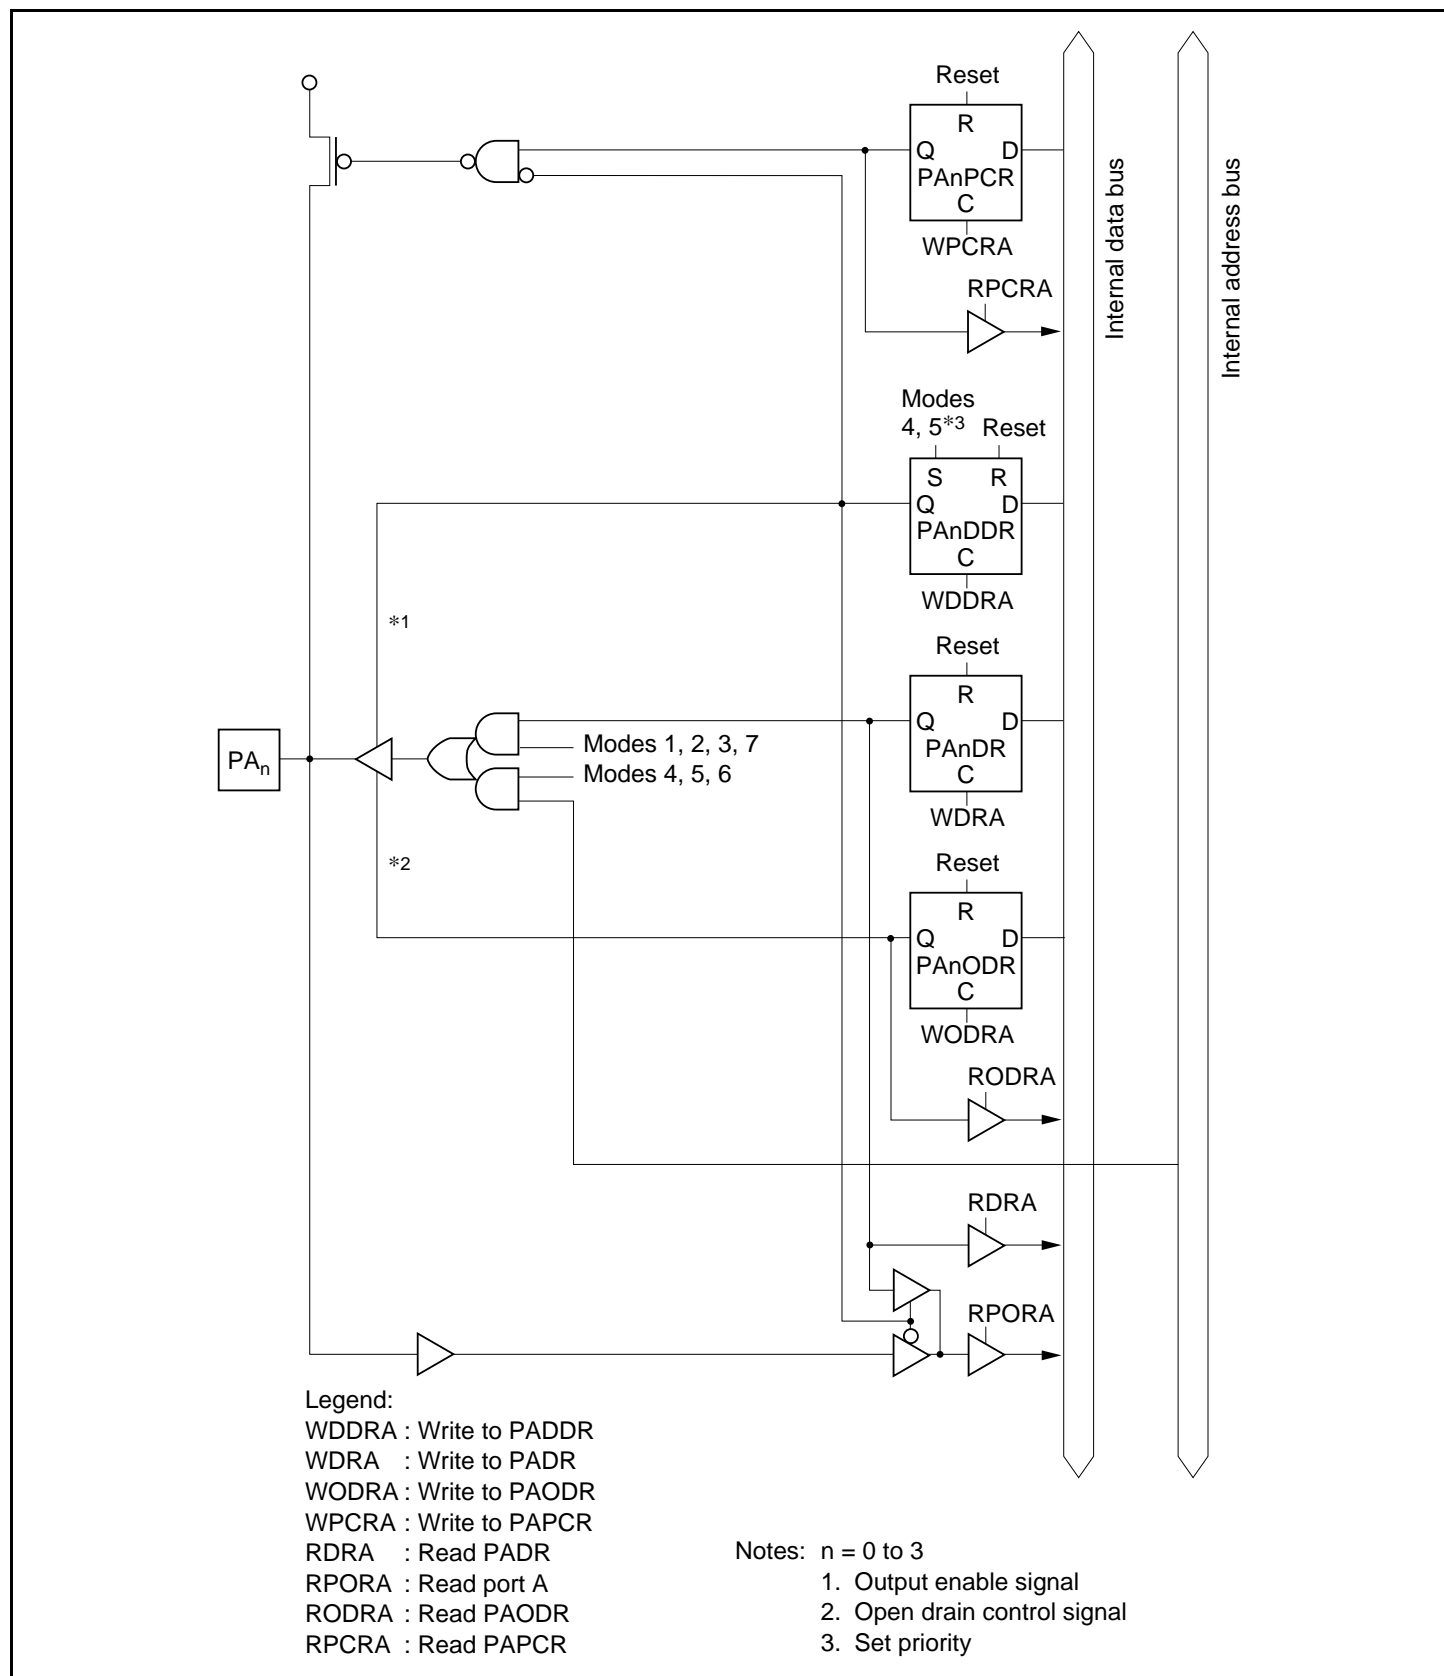 Reset
R
Q D
PAnPCR
C
WPCRA
RPCRA
Internal data bus
Internal address bus
Modes
4, 5*3 Reset
S R
Q D
PAnDDR
C
WDDRA
*1
Reset
R
Q D
PAnDR
C
WDRA
Modes 1, 2, 3, 7
Modes 4, 5, 6
PAn
*2
Reset
R
Q D
PAnODR
C
WODRA
RODRA
RDRA
RPORA
Legend:
WDDRA : Write to PADDR
WDRA : Write to PADR
WODRA : Write to PAODR
WPCRA : Write to PAPCR
RDRA : Read PADR
RPORA : Read port A
RODRA : Read PAODR
RPCRA : Read PAPCR
Notes: n = 0 to 3
1. Output enable signal
2. Open drain control signal
3. Set priority